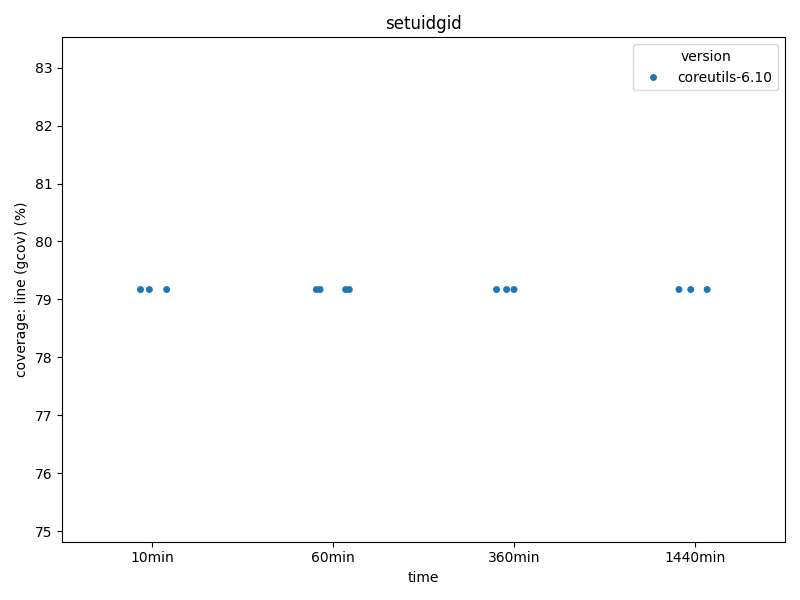 setuidgid
version
coreutils-6.10
83
82
81
80
79
78
77
76
75
coverage: line (gcov) (%)
10min
60min
360min
1440min
time